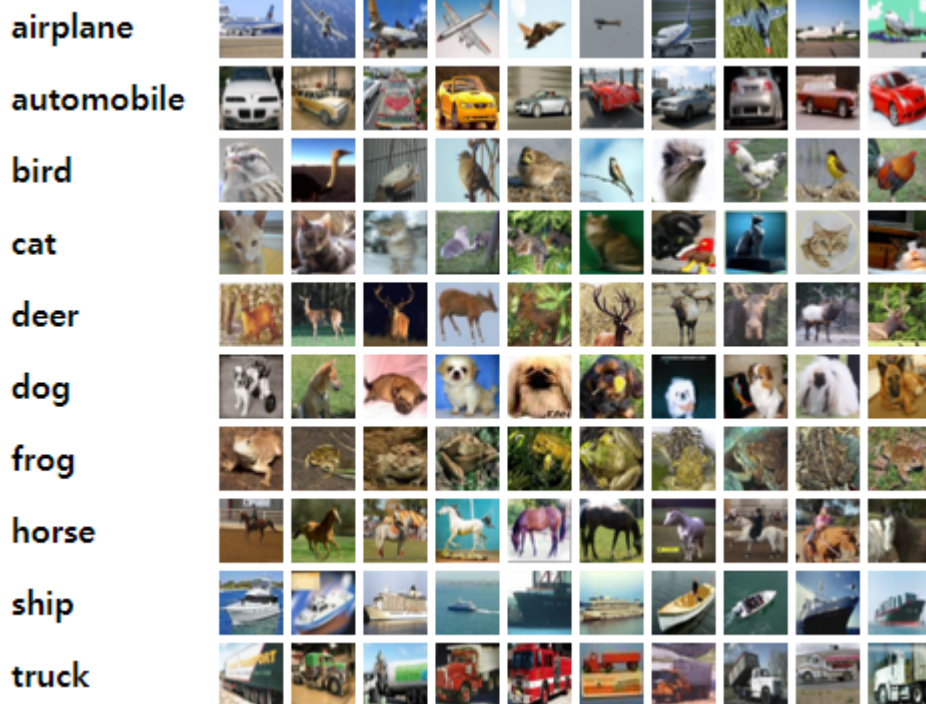 airplane
automobile
bird
cat
deer
dog
frog
horse
ship
truck